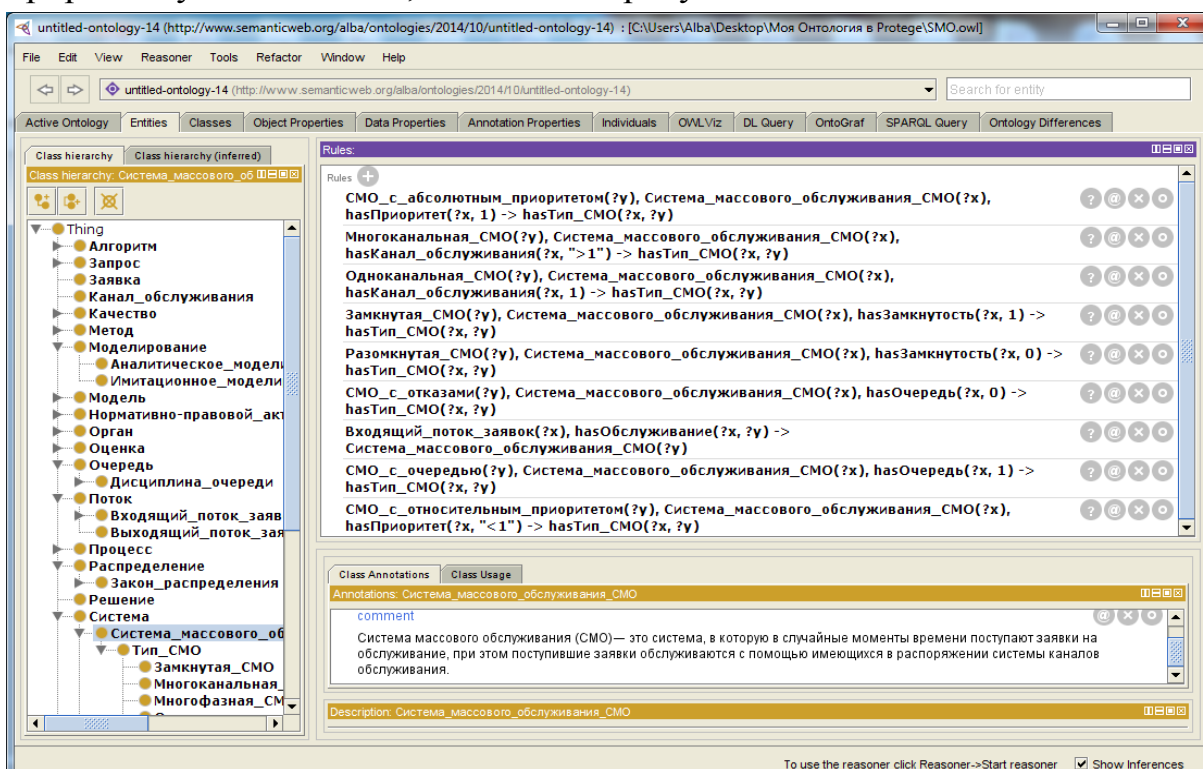 untitled-ontology-14 (http://www.semanticweb.org/alba/ontologies/2014/10/untitled-ontology-14) : [C:\Users\Alba\Desktop\Моя Онтология в Protege\SMO.owl]
File Edit View Reasoner Tools Refactor Window Help
untitled-ontology-14 (http://www.semanticweb.org/alba/ontologies/2014/10/untitled-ontology-14)
Search for entity
Active Ontology Entities Classes Object Properties Data Properties Annotation Properties Individuals OWLViz DL Query OntoGraf SPARQL Query Ontology Differences
Class hierarchy Class hierarchy (inferred)
Class hierarchy: Система_массового_об
Thing
Алгоритм
Запрос
Заявка
Канал_обслуживания
Качество
Метод
Моделирование
Аналитическое_модели
Имитационное_модели
Модель
Нормативно-правовой_акт
Орган
Оценка
Очередь
Дисциплина_очереди
Поток
Входящий_поток_заяв
Выходящий_поток_зая
Процесс
Распределение
Закон_распределения
Решение
Система
Система_массового_об
Тип_СМО
Замкнутая_СМО
Многоканальная_
Многофазная_СМ
Rules:
Rules
СМО_с_абсолютным_приоритетом(?y), Система_массового_обслуживания_СМО(?x),
hasПриоритет(?x, 1) -> hasТип_СМО(?x, ?y)
Многоканальная_СМО(?y), Система_массового_обслуживания_СМО(?x),
hasКанал_обслуживания(?x, ">1") -> hasТип_СМО(?x, ?y)
Одноканальная_СМО(?y), Система_массового_обслуживания_СМО(?x),
hasКанал_обслуживания(?x, 1) -> hasТип_СМО(?x, ?y)
Замкнутая_СМО(?y), Система_массового_обслуживания_СМО(?x), hasЗамкнутость(?x, 1) ->
hasТип_СМО(?x, ?y)
Разомкнутая_СМО(?y), Система_массового_обслуживания_СМО(?x), hasЗамкнутость(?x, 0) ->
hasТип_СМО(?x, ?y)
СМО_с_отказами(?y), Система_массового_обслуживания_СМО(?x), hasОчередь(?x, 0) ->
hasТип_СМО(?x, ?y)
Входящий_поток_заявок(?x), hasОбслуживание(?x, ?y) ->
Система_массового_обслуживания_СМО(?y)
СМО_с_очередью(?y), Система_массового_обслуживания_СМО(?x), hasОчередь(?x, 1) ->
hasТип_СМО(?x, ?y)
СМО_с_относительным_приоритетом(?y), Система_массового_обслуживания_СМО(?x),
hasПриоритет(?x, "<1") -> hasТип_СМО(?x, ?y)
Class Annotations Class Usage
Annotations: Система_массового_обслуживания_СМО
comment
Система массового обслуживания (СМО)— это система, в которую в случайные моменты времени поступают заявки на
обслуживание, при этом поступившие заявки обслуживаются с помощью имеющихся в распоряжении системы каналов
обслуживания.
Description: Система_массового_обслуживания_СМО
To use the reasoner click Reasoner->Start reasoner Show Inferences